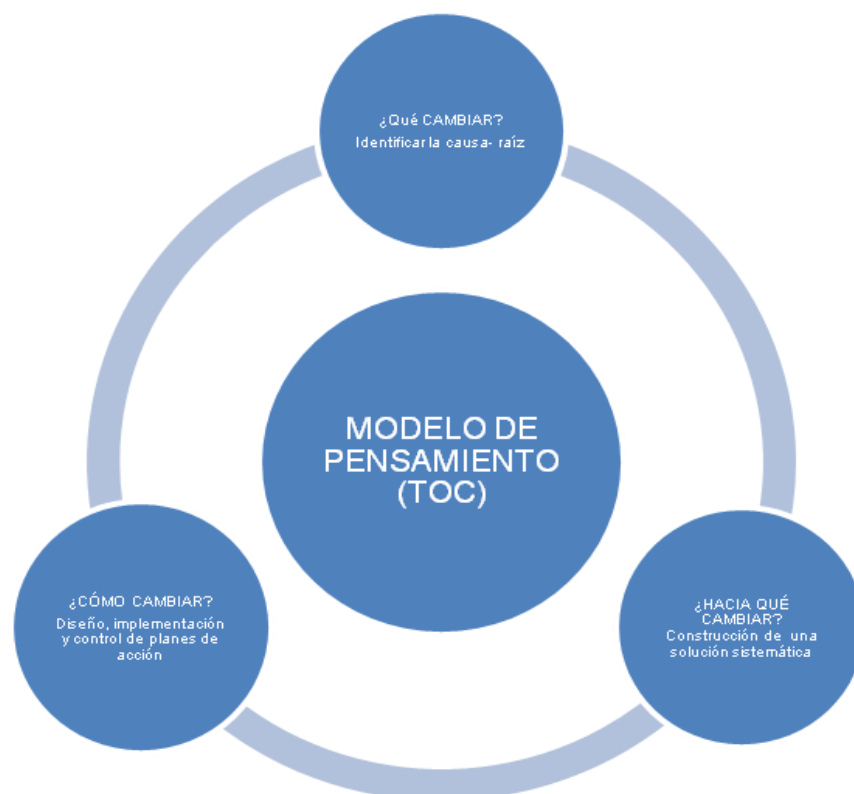 ¿Qué CAMBIAR?
Identificar la causa- raíz
MODELO DE
PENSAMIENTO
(TOC)
¿CÓMO CAMBIAR?
Diseño, implementación
y control de planes de
acción
¿HACIA QUÉ
CAMBIAR?
Construcción de una
solución sistemática